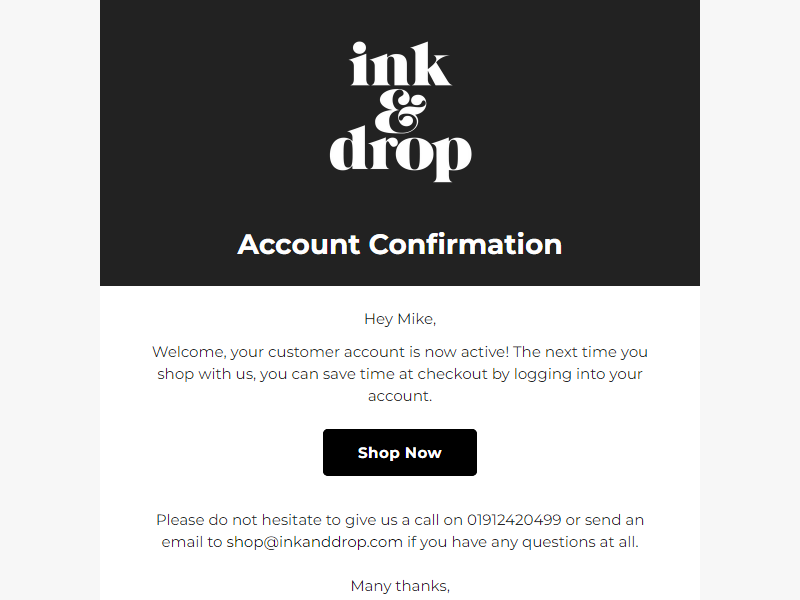 ink
&
drop
Account Confirmation
Hey Mike,
Welcome, your customer account is now active! The next time you
shop with us, you can save time at checkout by logging into your
account.
Shop Now
Please do not hesitate to give us a call on 01912420499 or send an
email to shop@inkanddrop.com if you have any questions at all.
Many thanks,